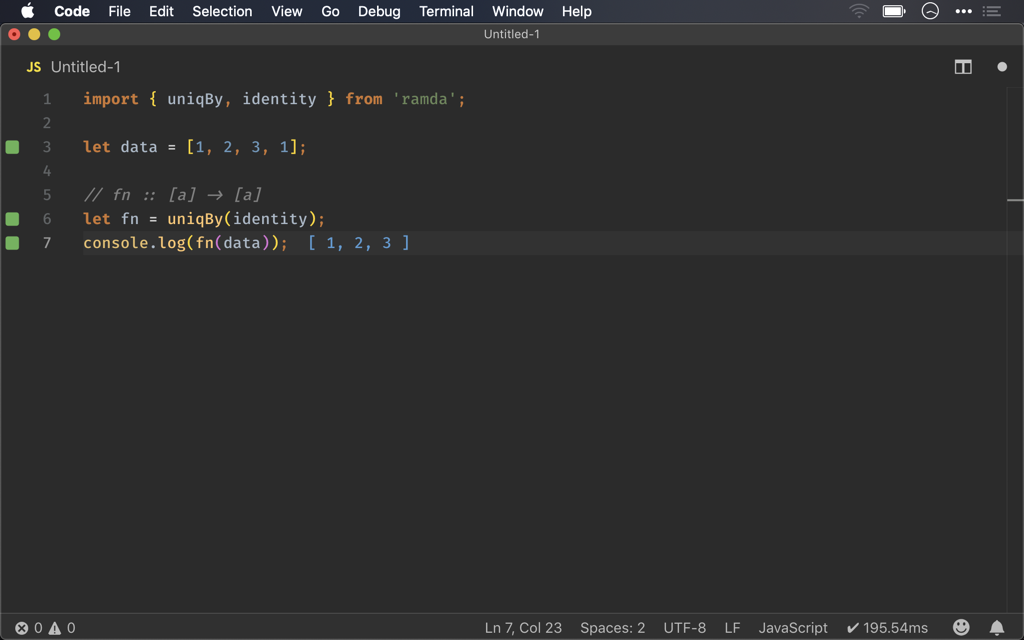 Code File Edit Selection View Go Debug Terminal Window Help
Untitled-1
JS Untitled-1
1 import { uniqBy, identity } from 'ramda';
2
3 let data = [1, 2, 3, 1];
4
5 // fn :: [a] → [a]
6 let fn = uniqBy(identity);
7 console.log(fn(data)); [ 1, 2, 3 ]
0 0 Ln 7, Col 23 Spaces: 2 UTF-8 LF JavaScript ✔ 195.54ms